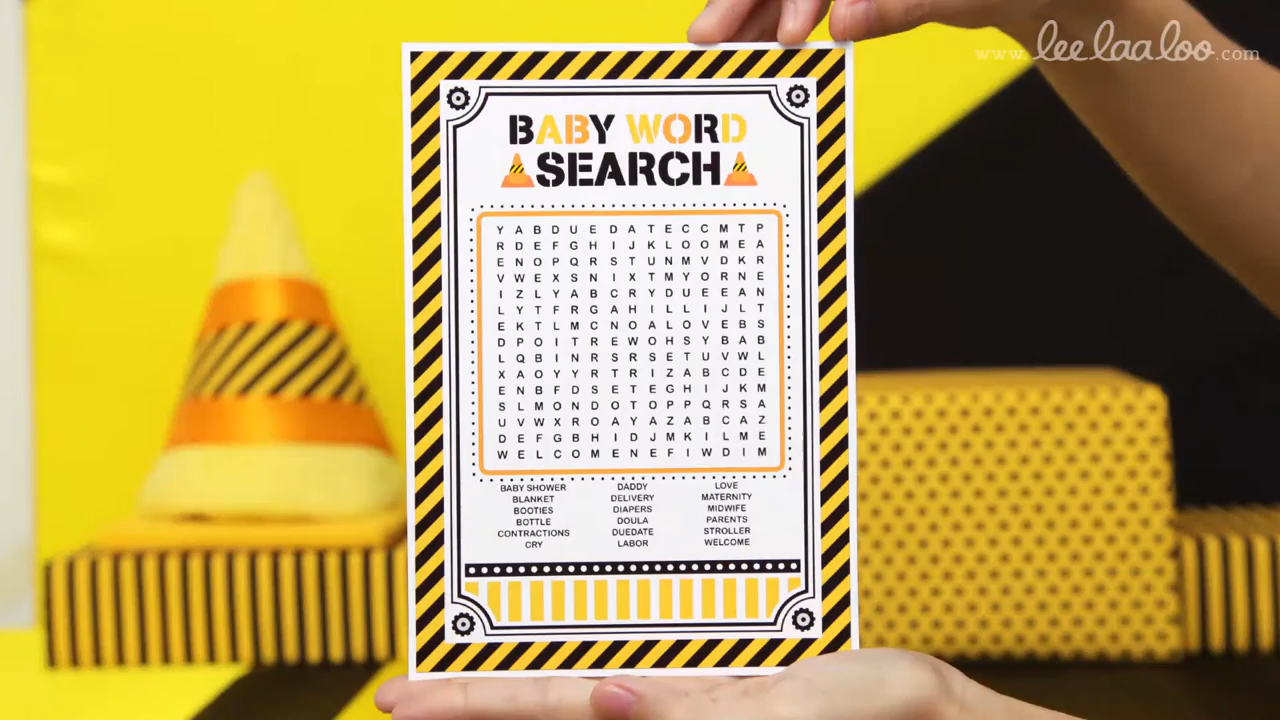 www.leelaaloo.com
BABY WORD
SEARCH
Y A B D U E D A T E C C M T P
R D E F G H I J K L O O M E A
E N O P Q R S T U N M V D K R
V W E X S N I X T M Y O R N E
I Z L Y A B C R Y D U E E A N
L Y T F R G A H I L L I J L T
E K T L M C N O A L O V E B S
D P O I T R E W O H S Y B A B
L Q B I N R S R S E T U V W L
X A O Y Y R T R I Z A B C D E
E N B F D S E T E G H I J K M
S L M O N D O T O P P Q R S A
U V W X R O A Y A Z A B C A Z
D E F G B H I D J M K I L M E
W E L C O M E N E F I W D I M
BABY SHOWER DADDY LOVE
BLANKET DELIVERY MATERNITY
BOOTIES DIAPERS MIDWIFE
BOTTLE DOULA PARENTS
CONTRACTIONS DUEDATE STROLLER
CRY LABOR WELCOME